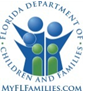 FLORIDA DEPARTMENT OF
CHILDREN AND FAMILIES
MYFLFAMILIES.COM